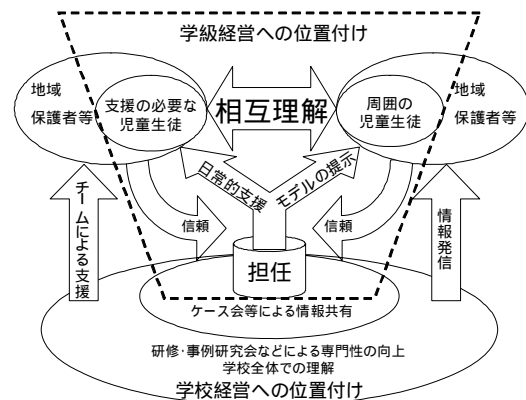 学級経営への位置付け
地域
保護者等
支援の必要な
児童生徒
相互理解
周囲の
児童生徒
地域
保護者等
日常的支援
モデルの提示
チームによる支援
信頼
信頼
情報発信
担任
ケース会等による情報共有
研修・事例研究会などによる専門性の向上
学校全体での理解
学校経営への位置付け